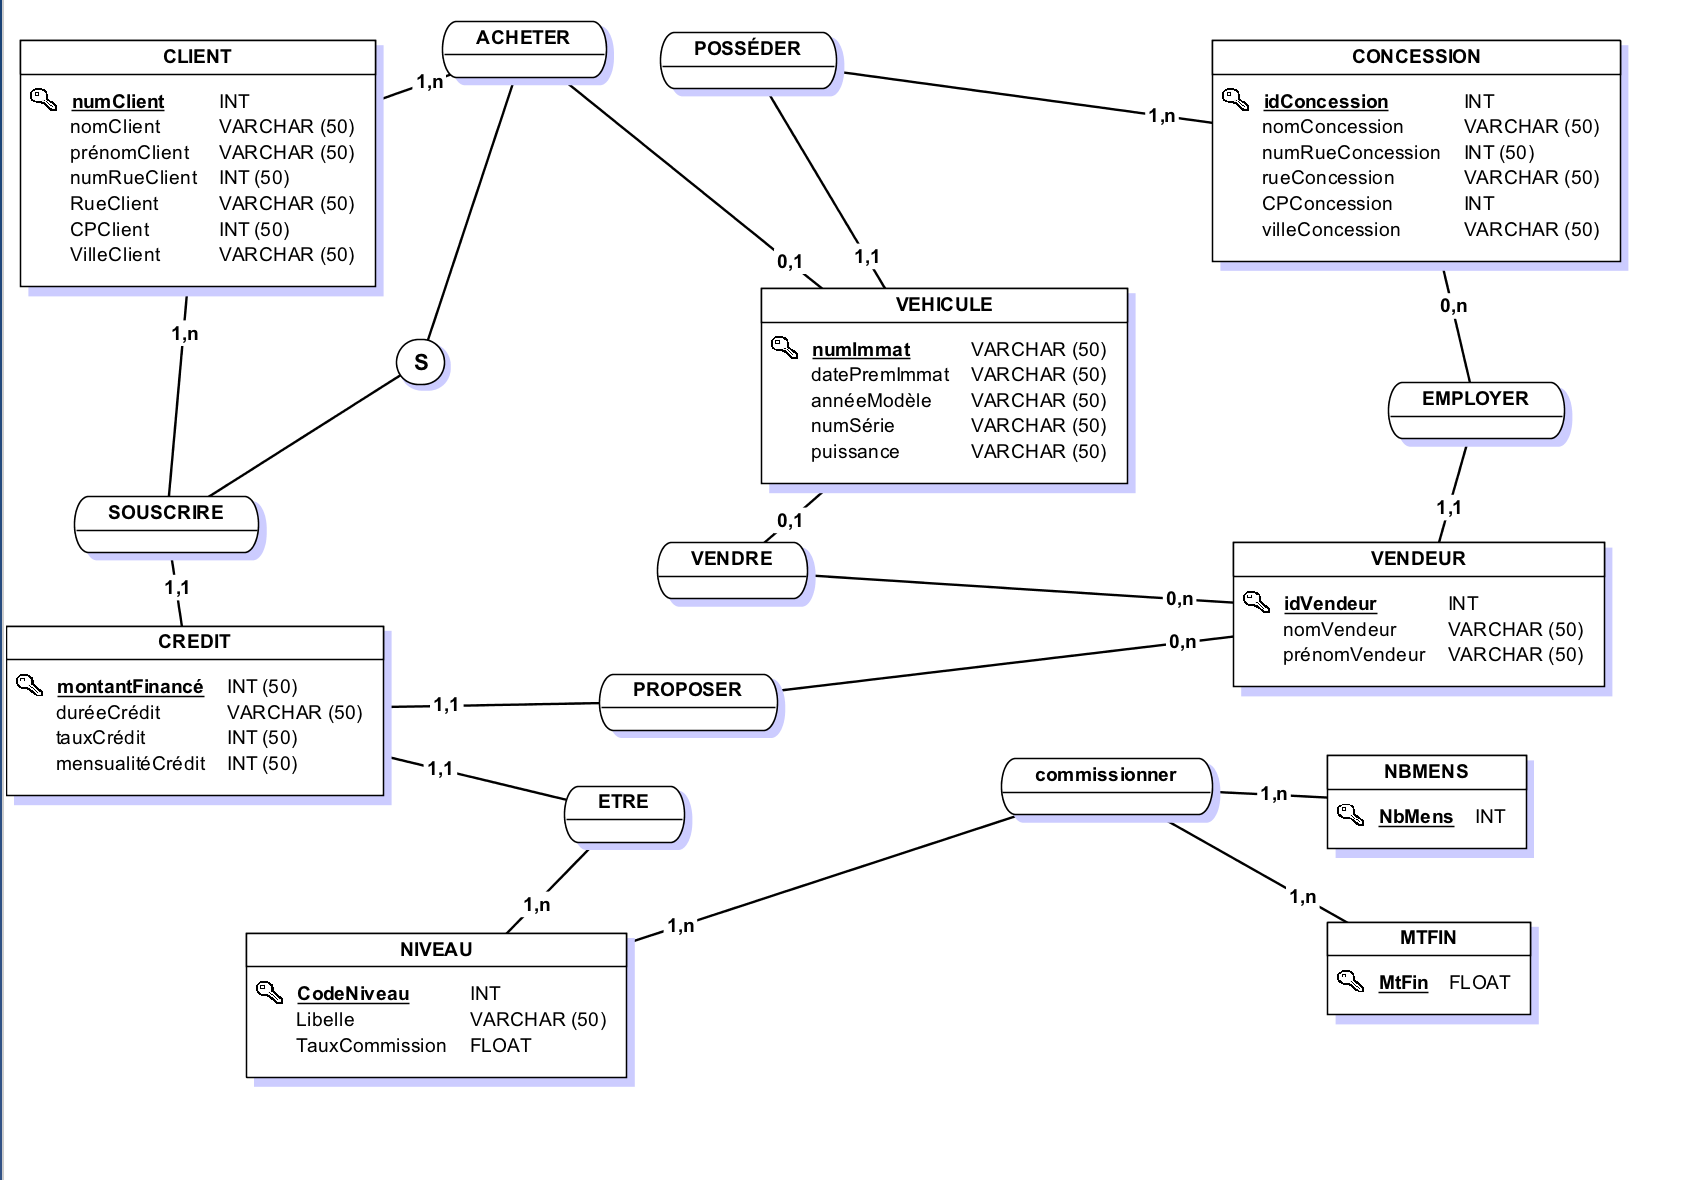 CLIENT
numClient INT
nomClient VARCHAR (50)
prénomClient VARCHAR (50)
numRueClient INT (50)
RueClient VARCHAR (50)
CPClient INT (50)
VilleClient VARCHAR (50)
ACHETER
1,n
POSSÉDER
1,n
CONCESSION
idConcession INT
nomConcession VARCHAR (50)
numRueConcession INT (50)
rueConcession VARCHAR (50)
CPConcession INT
villeConcession VARCHAR (50)
0,1
1,1
1,n
S
VEHICULE
numImmat VARCHAR (50)
datePremImmat VARCHAR (50)
annéeModèle VARCHAR (50)
numSérie VARCHAR (50)
puissance VARCHAR (50)
0,n
EMPLOYER
1,1
SOUSCRIRE
1,1
0,1
VENDRE
0,n
VENDEUR
idVendeur INT
nomVendeur VARCHAR (50)
prénomVendeur VARCHAR (50)
0,n
CREDIT
montantFinancé INT (50)
duréeCrédit VARCHAR (50)
tauxCrédit INT (50)
mensualitéCrédit INT (50)
1,1
PROPOSER
1,1
ETRE
1,n
commissionner
1,n
NBMENS
NbMens INT
1,n
1,n
MTFIN
MtFin FLOAT
NIVEAU
CodeNiveau INT
Libelle VARCHAR (50)
TauxCommission FLOAT